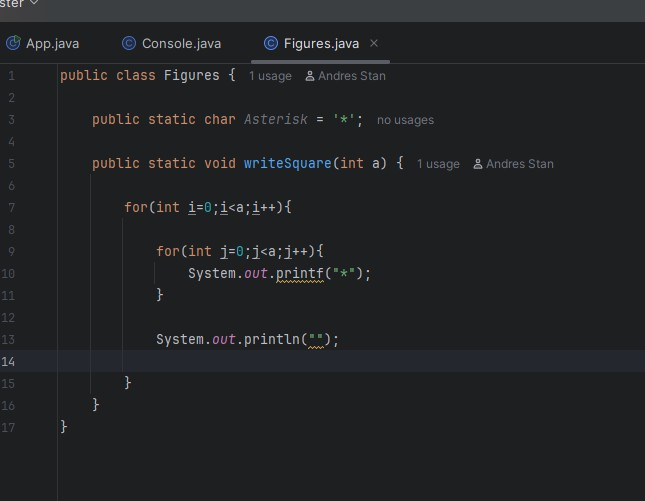 ster
App.java Console.java Figures.java
1 public class Figures { 1 usage Andres Stan
2
3 public static char Asterisk = '*'; no usages
4
5 public static void writeSquare(int a) { 1 usage Andres Stan
6
7 for(int i=0;i<a;i++){
8
9 for(int j=0;j<a;j++){
10 System.out.printf("*");
11 }
12
13 System.out.println("");
14
15 }
16 }
17 }